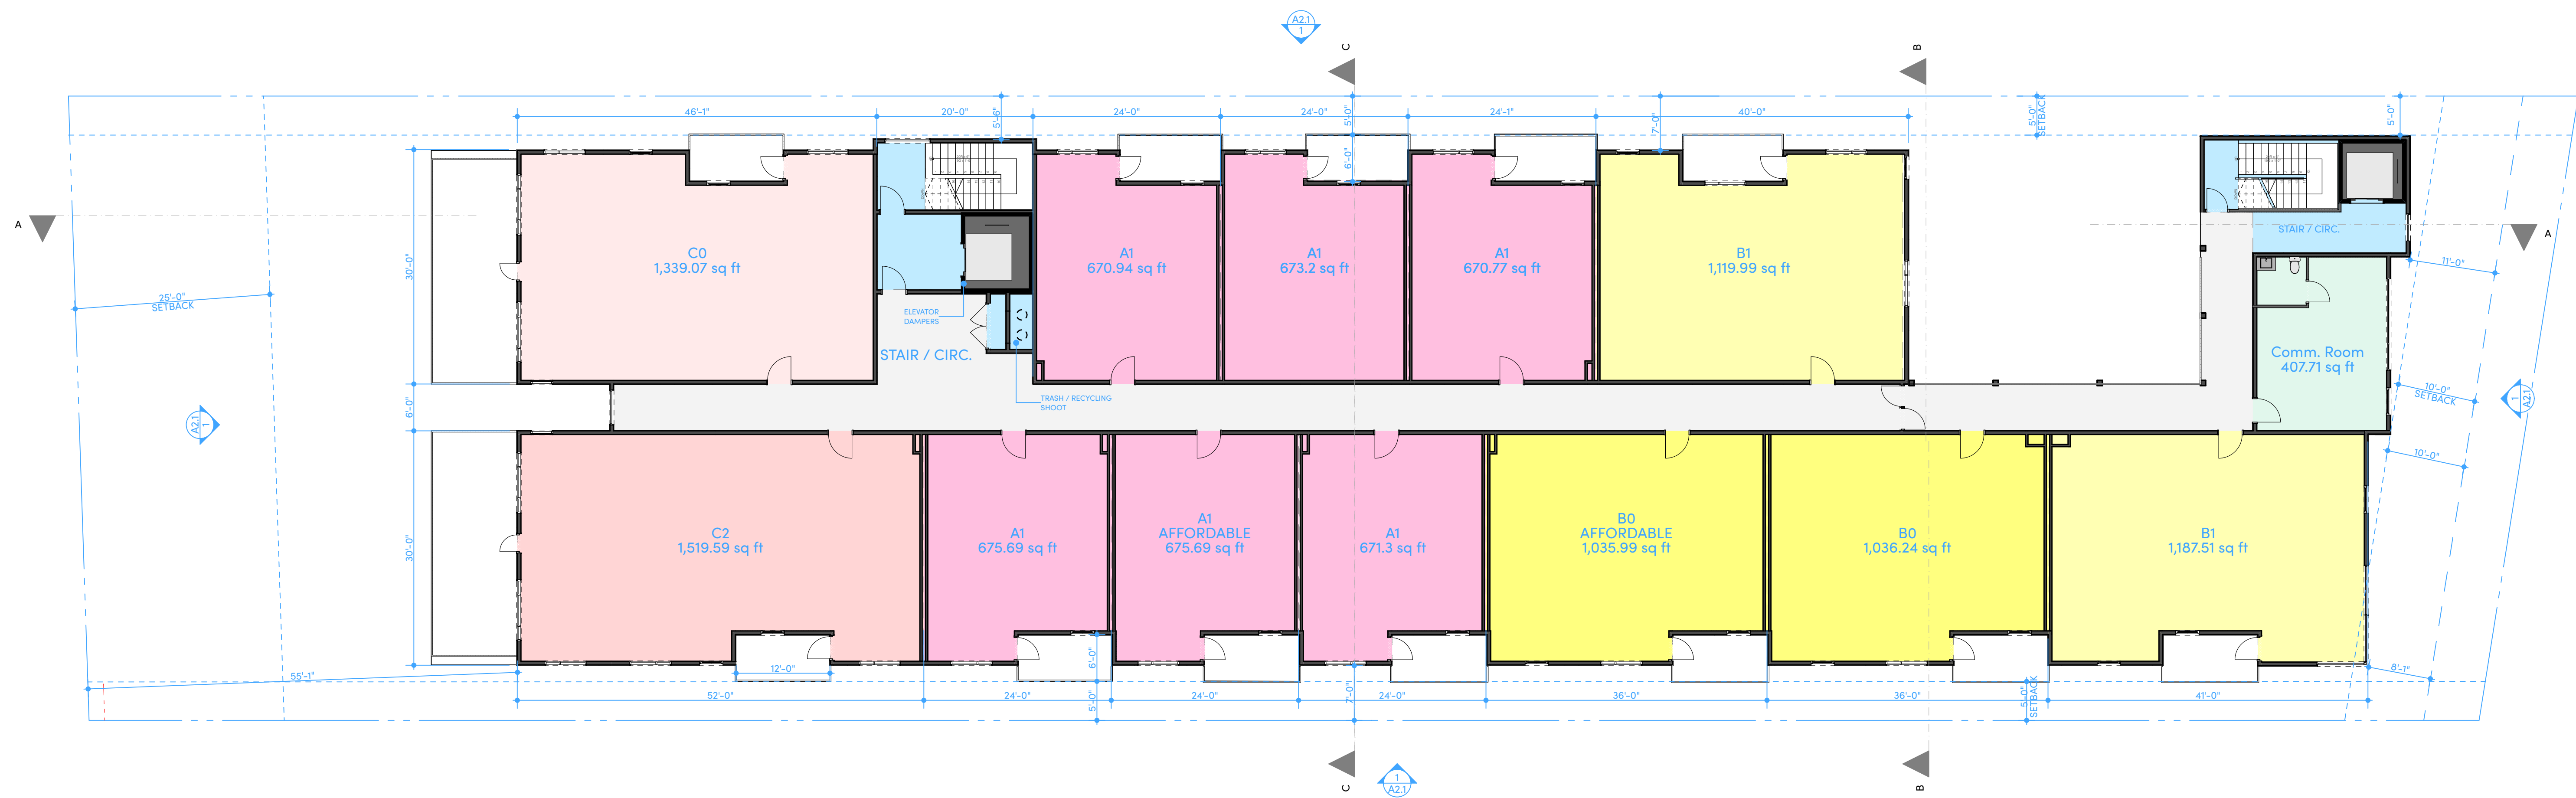 A2.1
1
C
B
46'-1"
20'-0"
5'-6"
24'-0"
24'-0"
5'-0"
24'-1"
7'-0"
40'-0"
5'-0"
SETBACK
5'-0"
6'-0"
A
A
STAIR / CIRC.
C0
1,339.07 sq ft
A1
670.94 sq ft
A1
673.2 sq ft
A1
670.77 sq ft
B1
1,119.99 sq ft
30'-0"
11'-0"
25'-0"
SETBACK
ELEVATOR
DAMPERS
STAIR / CIRC.
Comm. Room
407.71 sq ft
TRASH / RECYCLING
SHOOT
10'-0"
SETBACK
6'-0"
A2.1
1
1
A2.1
10'-0"
30'-0"
C2
1,519.59 sq ft
A1
675.69 sq ft
A1
AFFORDABLE
675.69 sq ft
A1
671.3 sq ft
B0
AFFORDABLE
1,035.99 sq ft
B0
1,036.24 sq ft
B1
1,187.51 sq ft
6'-0"
12'-0"
55'-1"
8'-1"
52'-0"
24'-0"
5'-0"
24'-0"
24'-0"
7'-0"
36'-0"
36'-0"
5'-0"
SETBACK
41'-0"
C
1
A2.1
B